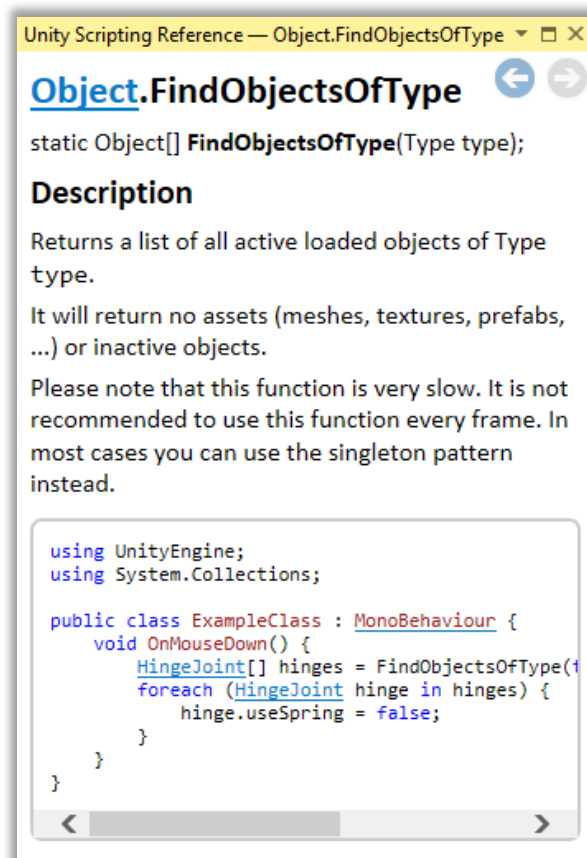 Unity Scripting Reference — Object.FindObjectsOfType
Object.FindObjectsOfType
static Object[] FindObjectsOfType(Type type);
Description
Returns a list of all active loaded objects of Type
type.
It will return no assets (meshes, textures, prefabs,
...) or inactive objects.
Please note that this function is very slow. It is not
recommended to use this function every frame. In
most cases you can use the singleton pattern
instead.
using UnityEngine;
using System.Collections;
public class ExampleClass : MonoBehaviour {
    void OnMouseDown() {
        HingeJoint[] hinges = FindObjectsOfType(
        foreach (HingeJoint hinge in hinges) {
            hinge.useSpring = false;
        }
    }
}